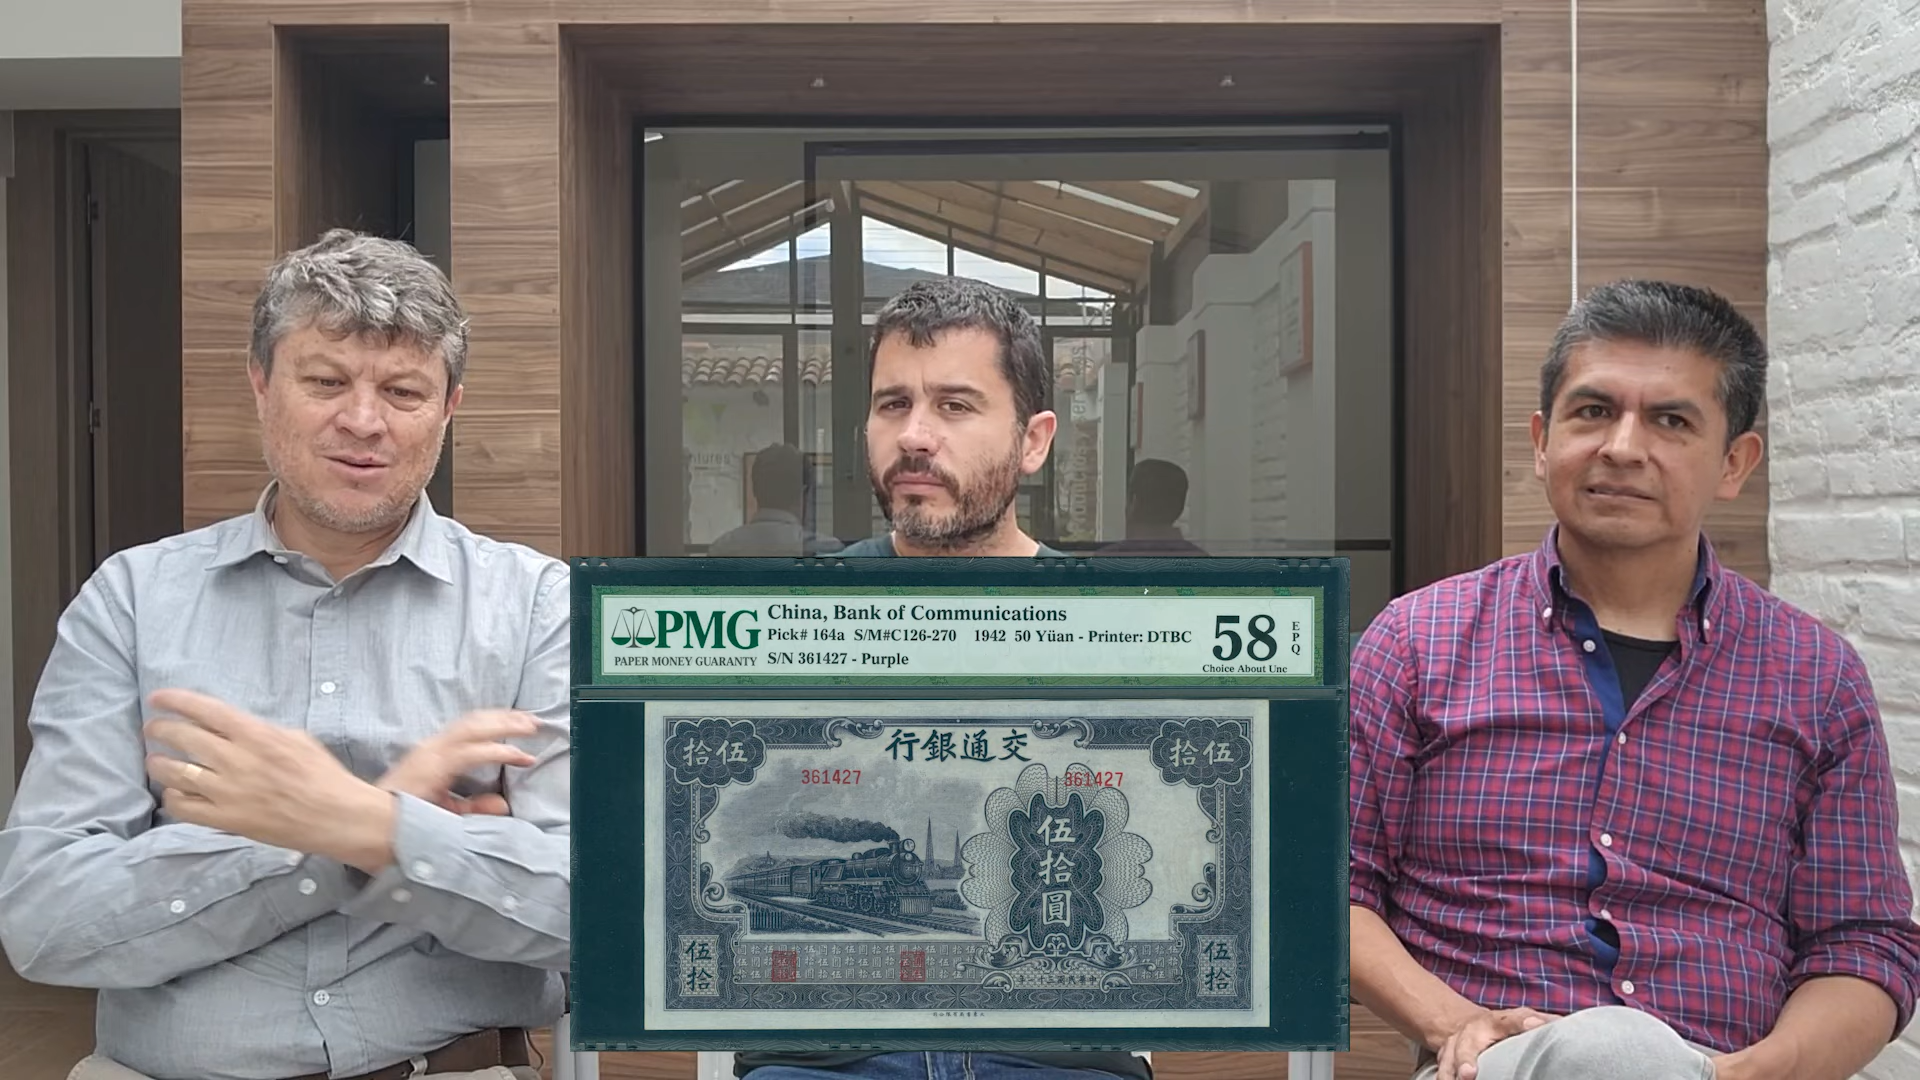 PMG
PAPER MONEY GUARANTY
China, Bank of Communications
Pick# 164a S/M#C126-270 1942 50 Yüan - Printer: DTBC
S/N 361427 - Purple
58
EPQ
Choice About Unc
行銀通交
拾伍
拾伍
361427
361427
伍拾圓
伍拾
伍拾